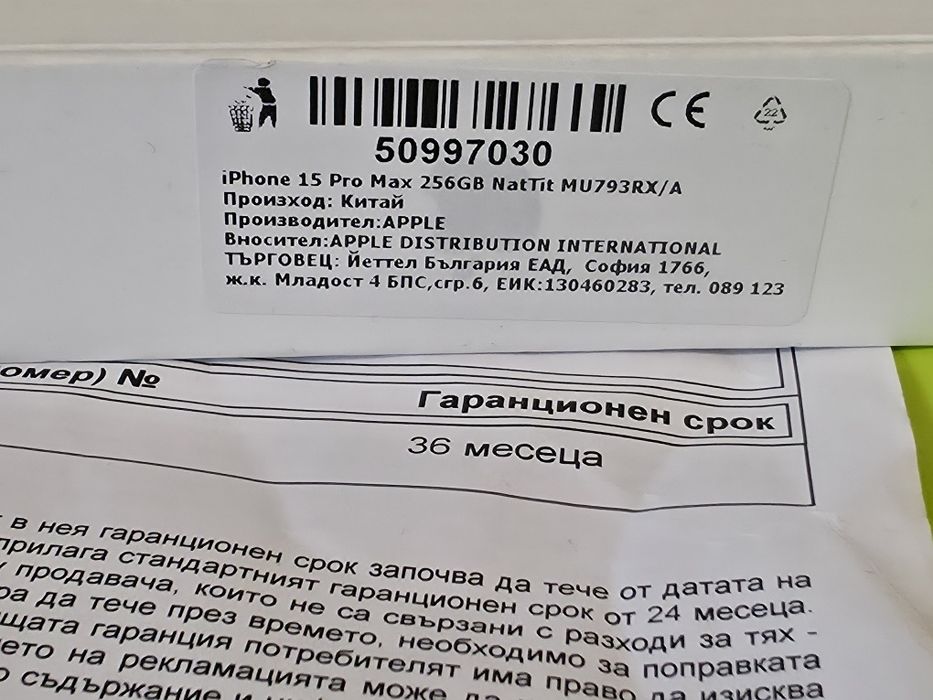 22
50997030
iPhone 15 Pro Max 256GB NatTit MU793RX/A
Произход: Китай
Производител:APPLE
Вносител:APPLE DISTRIBUTION INTERNATIONAL
ТЪРГОВЕЦ: Йеттел България ЕАД, София 1766,
ж.к. Младост 4 БПС,сгр.6, ЕИК:130460283, тел. 089 123
омер) №
Гаранционен срок
36 месеца
в нея гаранционен срок започва да тече от датата на
прилага стандартният гаранционен срок от 24 месеца.
продавача, които не са свързани с разходи за тях -
да тече през времето, необходимо за поправката
щата гаранция потребителят има право да изисква
ето на рекламацията може
съдържание и